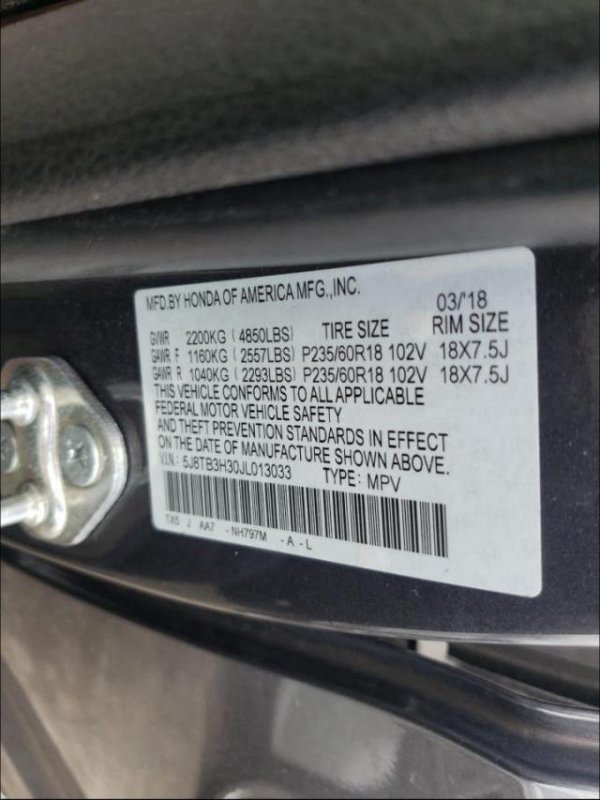 MFD.BY HONDA OF AMERICA MFG.,INC. 03/'18
GVWR 2200KG ( 4850LBS) TIRE SIZE RIM SIZE
GAWR F 1160KG ( 2557LBS) P235/60R18 102V 18X7.5J
GAWR R 1040KG ( 2293LBS) P235/60R18 102V 18X7.5J
THIS VEHICLE CONFORMS TO ALL APPLICABLE
FEDERAL MOTOR VEHICLE SAFETY
AND THEFT PREVENTION STANDARDS IN EFFECT
ON THE DATE OF MANUFACTURE SHOWN ABOVE.
V.I.N.: 5J8TB3H30JL013033 TYPE: MPV
TX5 J AA7 - NH797M - A - L